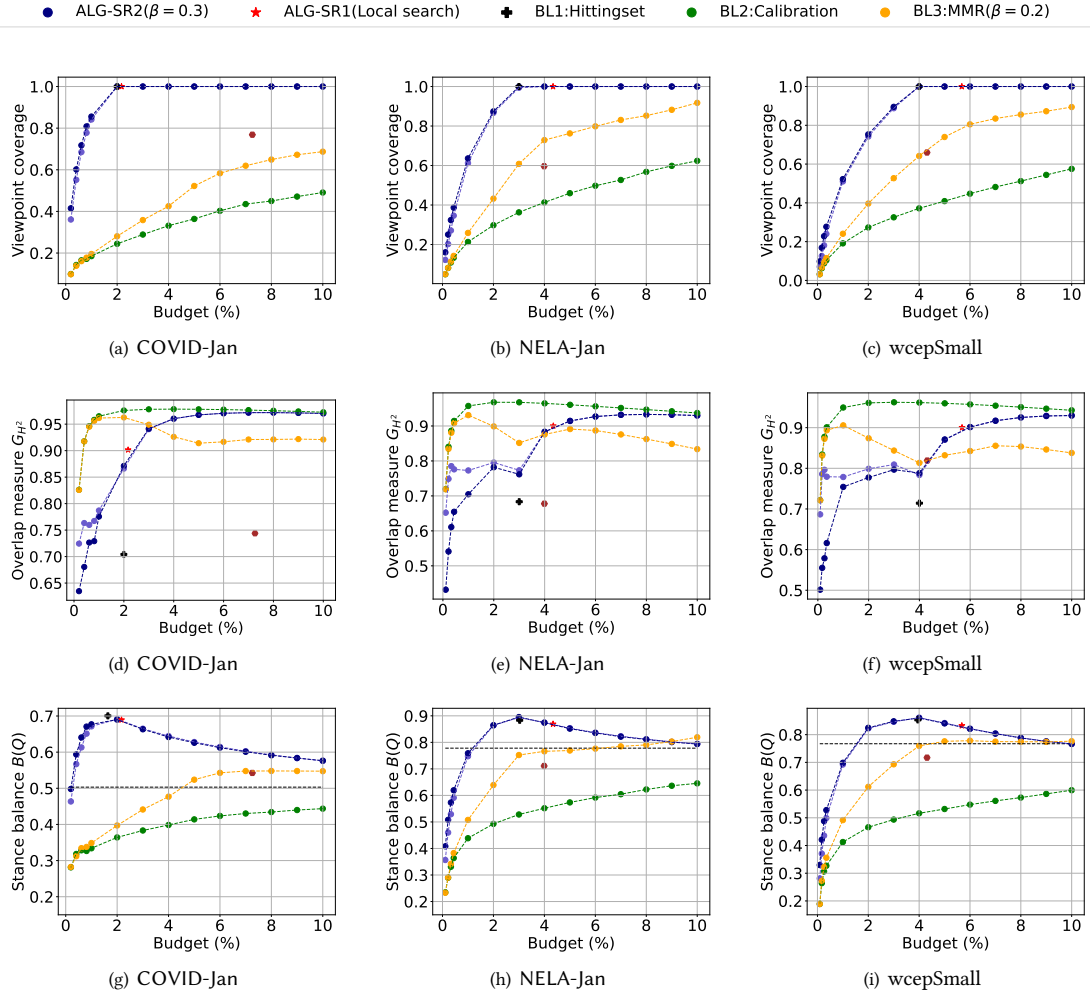 ALG-SR2(β = 0.3) ALG-SR1(Local search) BL1:Hittingset BL2:Calibration BL3:MMR(β = 0.2)
Viewpoint coverage
1.0
0.8
0.6
0.4
0.2
0 2 4 6 8 10
Budget (%)
(a) COVID-Jan
Viewpoint coverage
1.0
0.8
0.6
0.4
0.2
0 2 4 6 8 10
Budget (%)
(b) NELA-Jan
Viewpoint coverage
1.0
0.8
0.6
0.4
0.2
0.0
0 2 4 6 8 10
Budget (%)
(c) wcepSmall
Overlap measure G_H²
0.95
0.90
0.85
0.80
0.75
0.70
0.65
0 2 4 6 8 10
Budget (%)
(d) COVID-Jan
Overlap measure G_H²
0.9
0.8
0.7
0.6
0.5
0 2 4 6 8 10
Budget (%)
(e) NELA-Jan
Overlap measure G_H²
0.9
0.8
0.7
0.6
0.5
0 2 4 6 8 10
Budget (%)
(f) wcepSmall
Stance balance B(Q)
0.7
0.6
0.5
0.4
0.3
0.2
0 2 4 6 8 10
Budget (%)
(g) COVID-Jan
Stance balance B(Q)
0.9
0.8
0.7
0.6
0.5
0.4
0.3
0.2
0 2 4 6 8 10
Budget (%)
(h) NELA-Jan
Stance balance B(Q)
0.8
0.7
0.6
0.5
0.4
0.3
0.2
0 2 4 6 8 10
Budget (%)
(i) wcepSmall